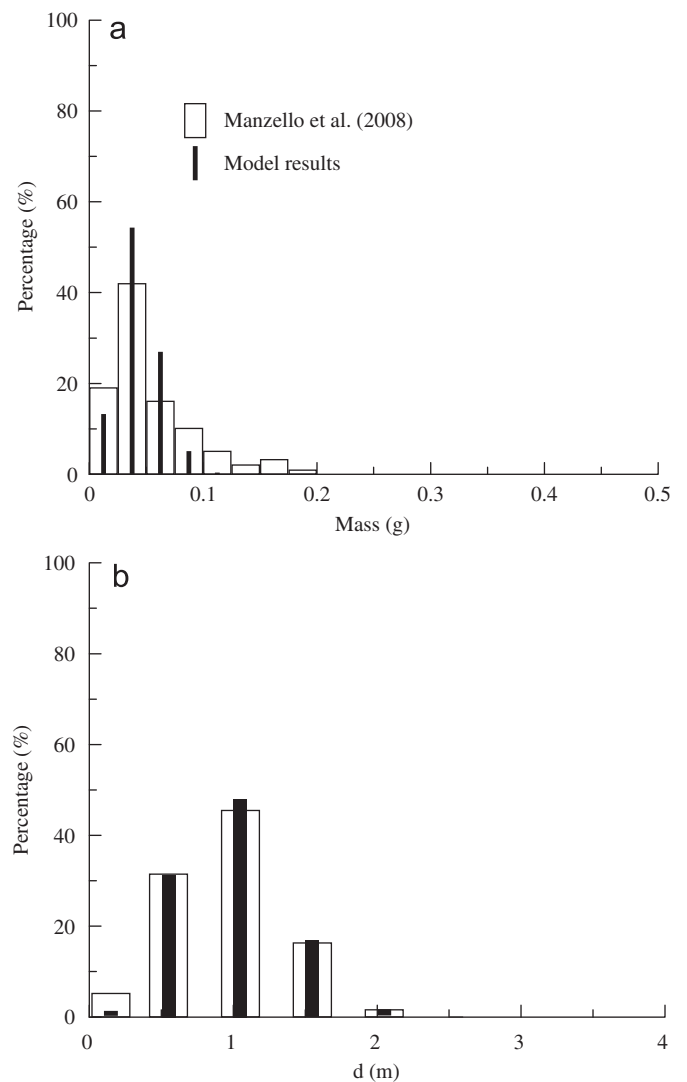 100
a
80
Manzello et al. (2008)
Model results
60
40
20
0
Percentage (%)
0 0.1 0.2 0.3 0.4 0.5
Mass (g)
100
b
80
60
40
20
0
Percentage (%)
0 1 2 3 4
d (m)